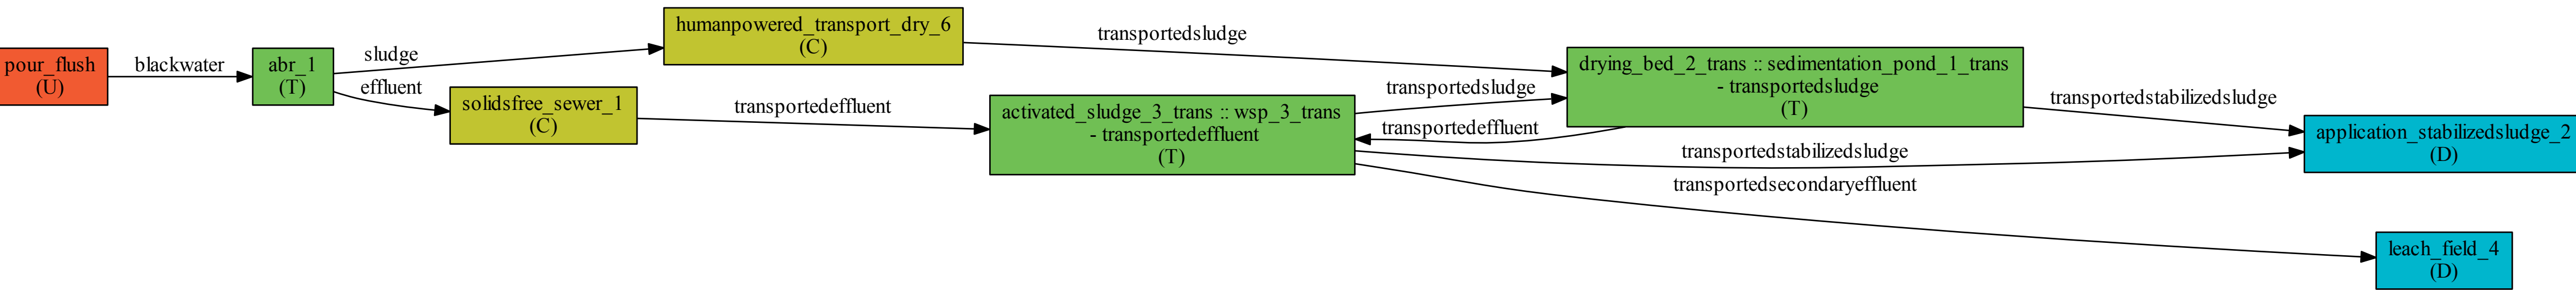 pour_flush
(U)
blackwater
abr_1
(T)
sludge
effluent
humanpowered_transport_dry_6
(C)
solidsfree_sewer_1
(C)
transportedsludge
transportedeffluent
activated_sludge_3_trans :: wsp_3_trans
- transportedeffluent
(T)
transportedsludge
transportedeffluent
drying_bed_2_trans :: sedimentation_pond_1_trans
- transportedsludge
(T)
transportedstabilizedsludge
transportedstabilizedsludge
transportedsecondaryeffluent
application_stabilizedsludge_2
(D)
leach_field_4
(D)